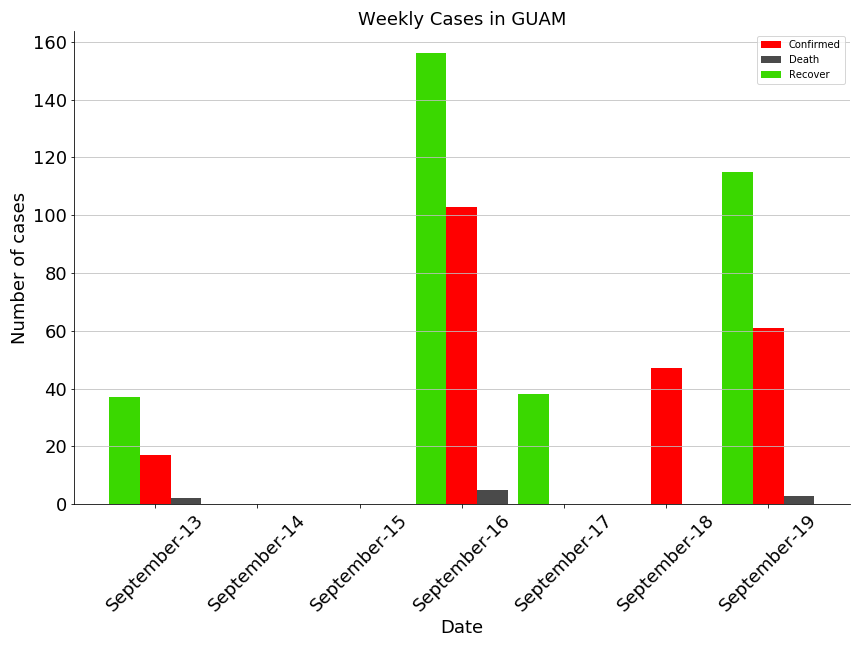 Weekly Cases in GUAM
Confirmed
Death
Recover
Number of cases
160
140
120
100
80
60
40
20
0
September-13
September-14
September-15
September-16
September-17
September-18
September-19
Date